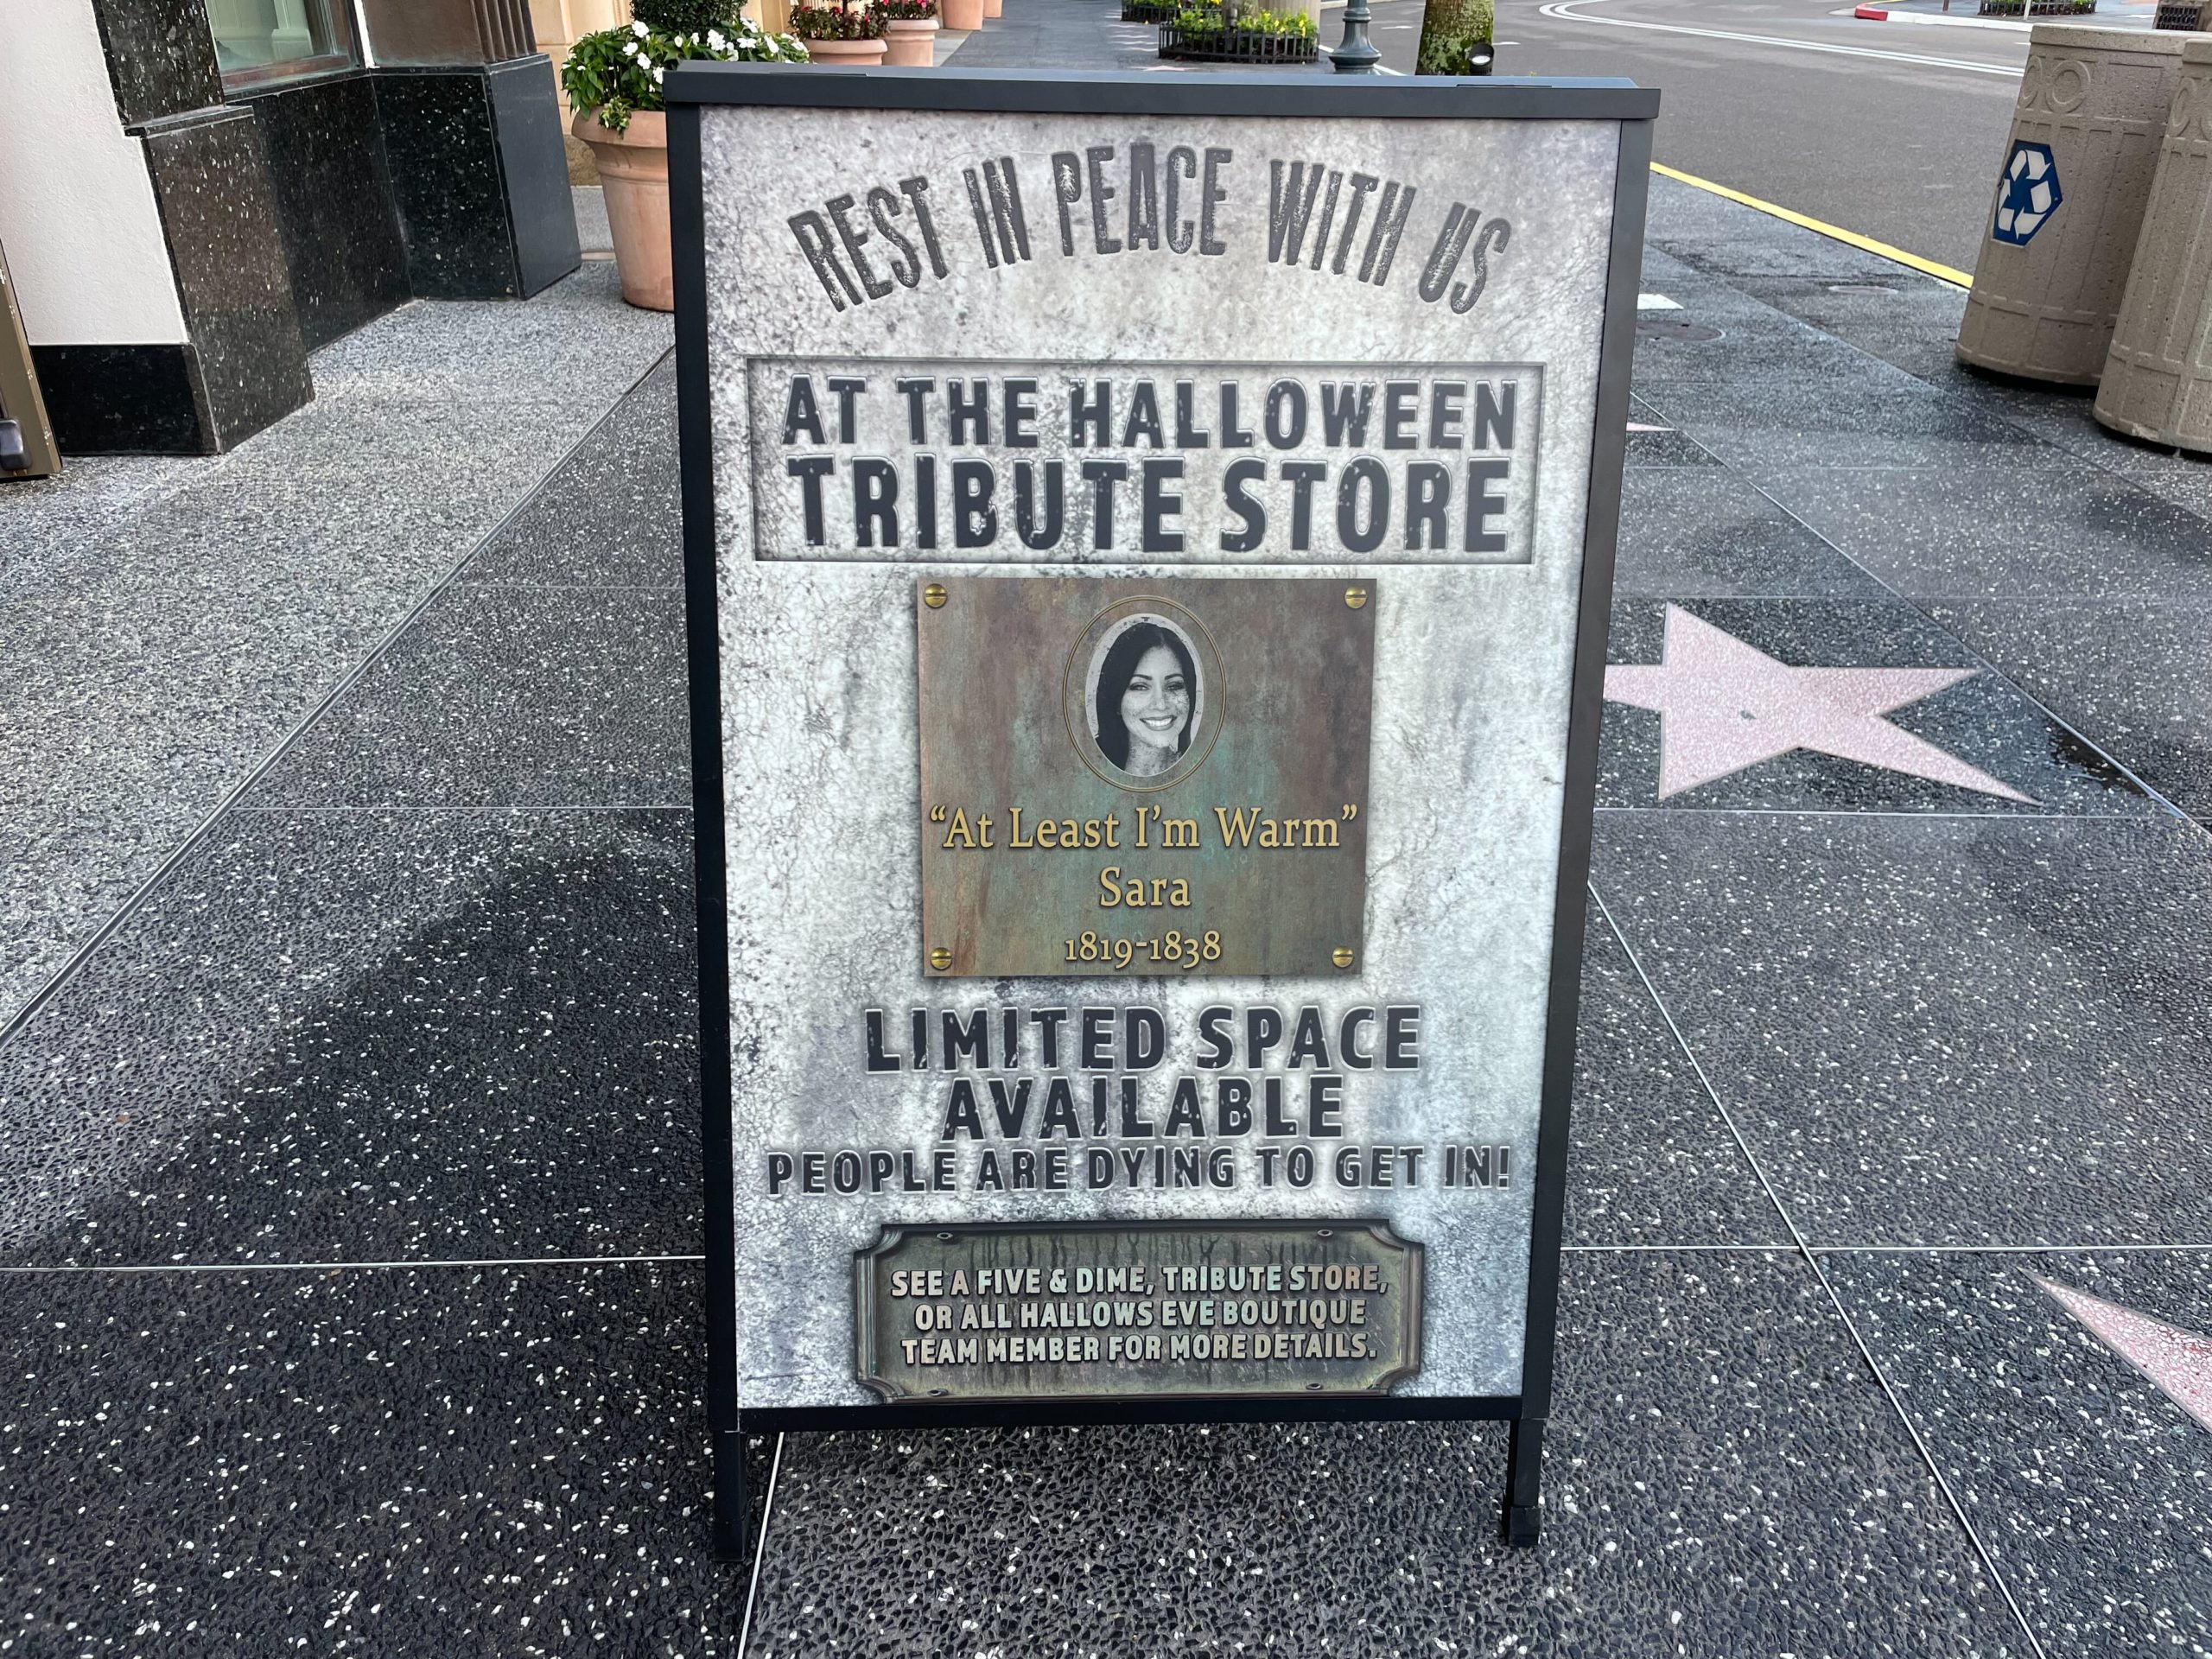 REST IN PEACE WITH US
AT THE HALLOWEEN
TRIBUTE STORE
“At Least I’m Warm”
Sara
1819-1838
LIMITED SPACE
AVAILABLE
PEOPLE ARE DYING TO GET IN!
SEE A FIVE & DIME, TRIBUTE STORE,
OR ALL HALLOWS EVE BOUTIQUE
TEAM MEMBER FOR MORE DETAILS.